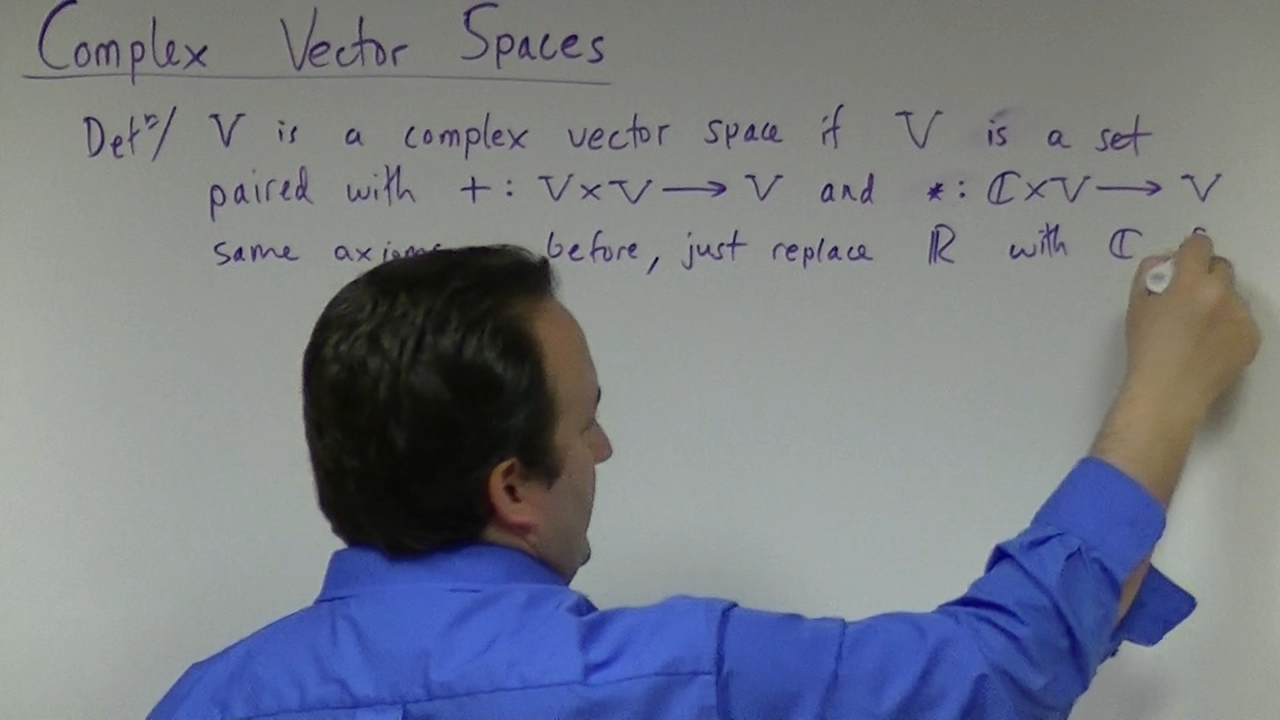 Complex Vector Spaces
Defⁿ/ V is a complex vector space if V is a set
paired with + : V×V ⟶ V and * : ℂ×V ⟶ V
same before, just replace ℝ with ℂ